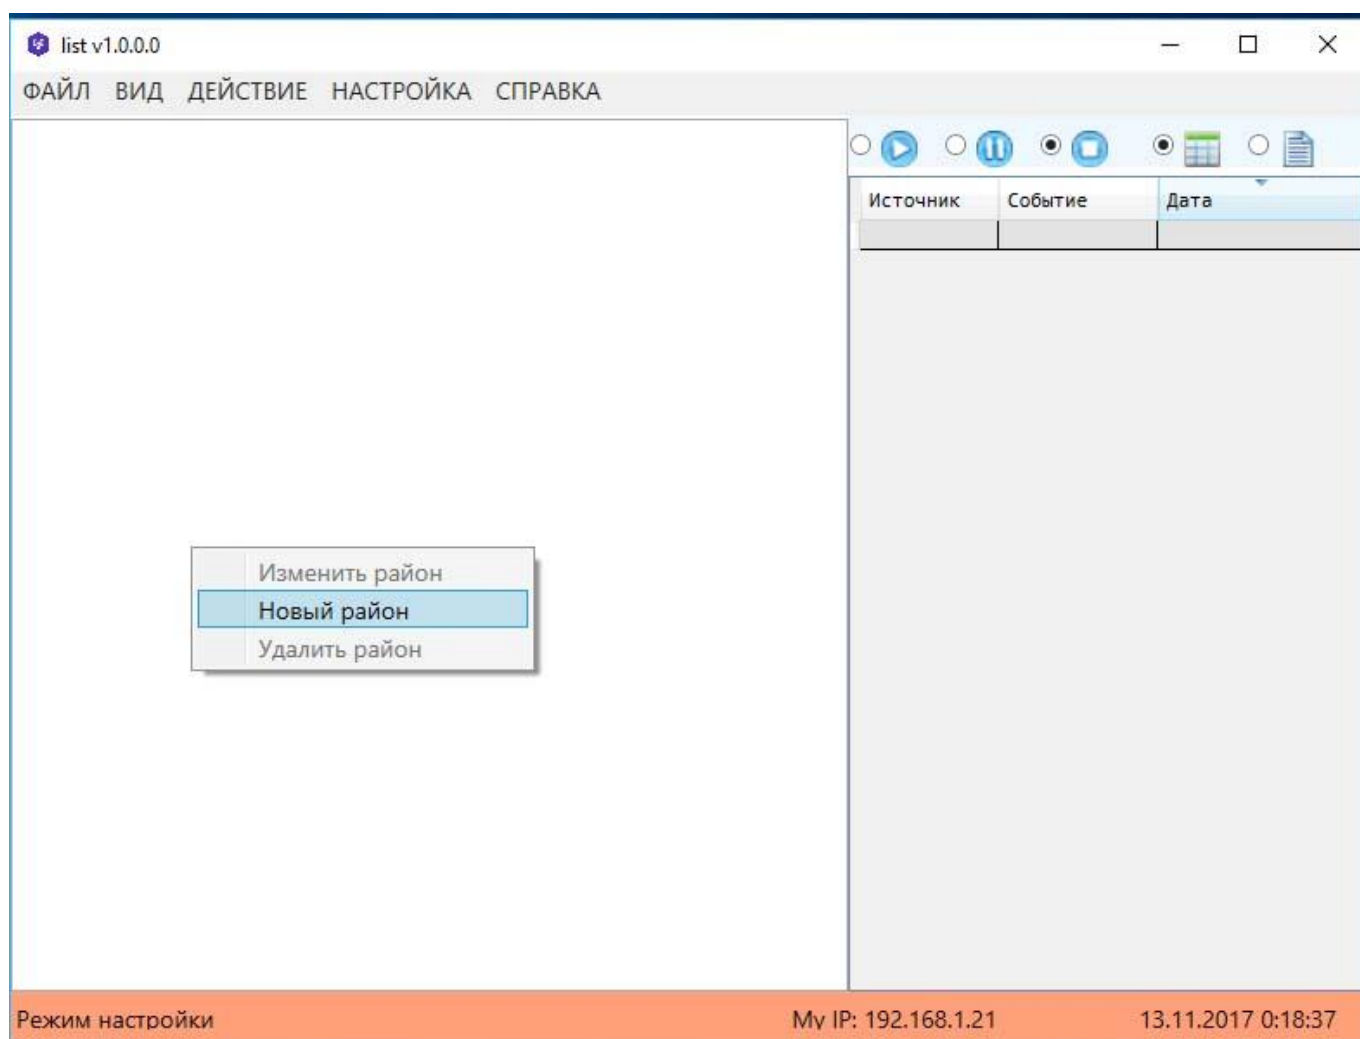 list v1.0.0.0
ФАЙЛ ВИД ДЕЙСТВИЕ НАСТРОЙКА СПРАВКА
Источник Событие Дата
Изменить район
Новый район
Удалить район
Режим настройки My IP: 192.168.1.21 13.11.2017 0:18:37